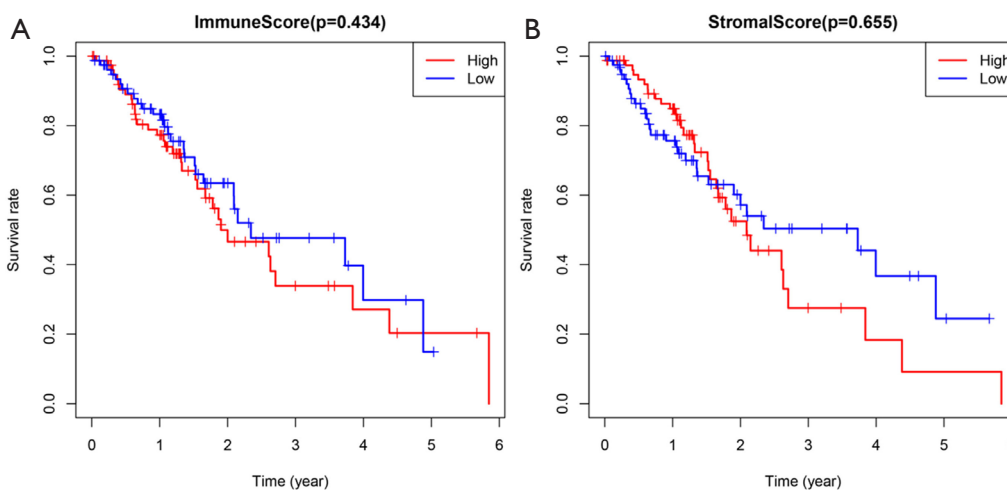 A
ImmuneScore(p=0.434)
High
Low
Survival rate
1.0
0.8
0.6
0.4
0.2
0.0
0 1 2 3 4 5 6
Time (year)
B
StromalScore(p=0.655)
High
Low
Survival rate
1.0
0.8
0.6
0.4
0.2
0.0
0 1 2 3 4 5
Time (year)